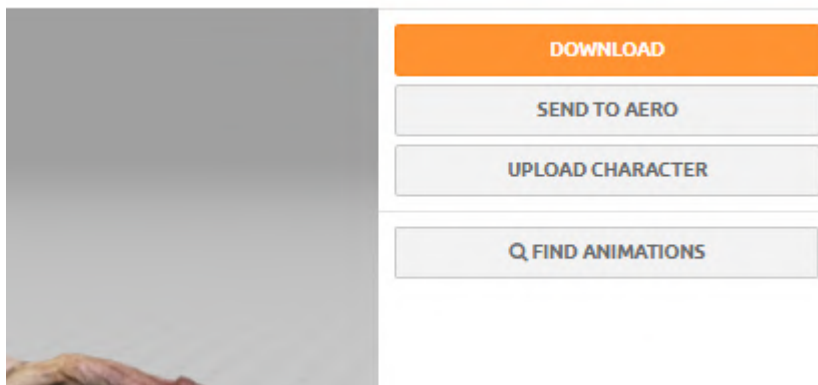 DOWNLOAD
SEND TO AERO
UPLOAD CHARACTER
FIND ANIMATIONS